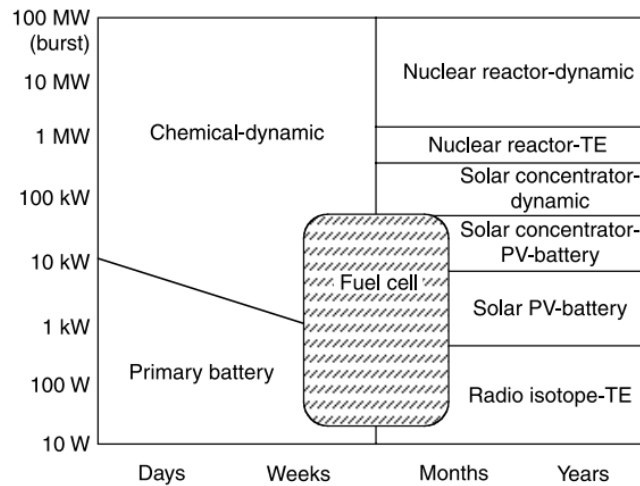 100 MW
(burst)
10 MW
1 MW
100 kW
10 kW
1 kW
100 W
10 W
Chemical-dynamic
Primary battery
Fuel cell
Nuclear reactor-dynamic
Nuclear reactor-TE
Solar concentrator-
dynamic
Solar concentrator-
PV-battery
Solar PV-battery
Radio isotope-TE
Days
Weeks
Months
Years